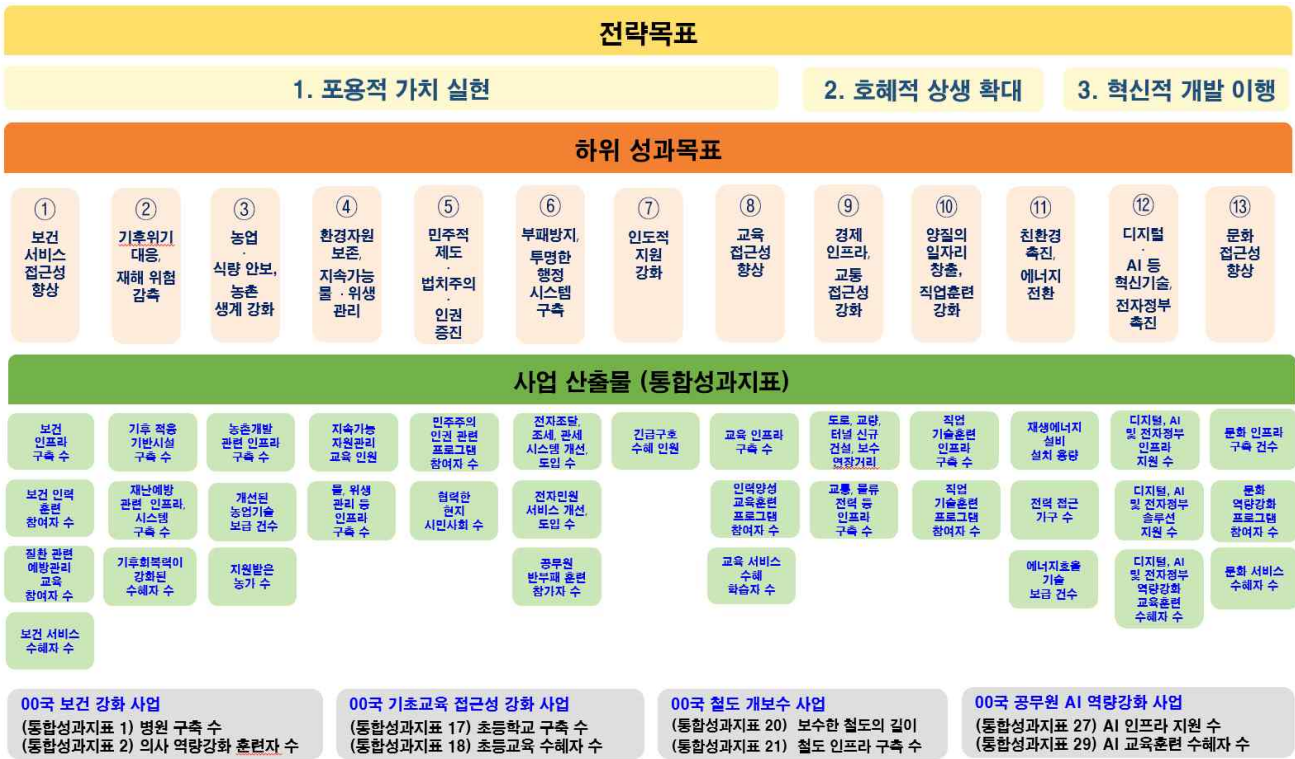 전략목표
1. 포용적 가치 실현
2. 호혜적 상생 확대
3. 혁신적 개발 이행
하위 성과목표
①
보건
서비스
접근성
향상
②
기후위기
대응,
재해 위험
감축
③
농업
·
식량 안보,
농촌
생계 강화
④
환경자원
보존,
지속가능
물 · 위생
관리
⑤
민주적
제도
·
법치주의
·
인권
증진
⑥
부패방지,
투명한
행정
시스템
구축
⑦
인도적
지원
강화
⑧
교육
접근성
향상
⑨
경제
인프라,
교통
접근성
강화
⑩
양질의
일자리
창출,
직업훈련
강화
⑪
친환경
촉진,
에너지
전환
⑫
디지털
·
AI 등
혁신기술,
전자정부
촉진
⑬
문화
접근성
향상
사업 산출물 (통합성과지표)
보건
인프라
구축 수
보건 인력
훈련
참여자 수
질환 관련
예방관리
교육
참여자 수
보건 서비스
수혜자 수
기후 적응
기반시설
구축 수
재난예방
관련 인프라,
시스템
구축 수
기후회복력이
강화된
수혜자 수
농촌개발
관련 인프라
구축 수
개선된
농업기술
보급 건수
지원받은
농가 수
지속가능
자원관리
교육 인원
물, 위생
관리 등
인프라
구축 수
민주주의
인권 관련
프로그램
참여자 수
협력한
현지
시민사회 수
전자조달,
조세, 관세
시스템 개선,
도입 수
전자민원
서비스 개선,
도입 수
공무원
반부패 훈련
참가자 수
긴급구호
수혜 인원
교육 인프라
구축 수
인력양성
교육훈련
프로그램
참여자 수
교육 서비스
수혜
학습자 수
도로, 교량,
터널 신규
건설, 보수
연장거리
교통, 물류
전력 등
인프라
구축 수
직업
기술훈련
인프라
구축 수
직업
기술훈련
프로그램
참여자 수
재생에너지
설비
설치 용량
전력 접근
가구 수
에너지효율
기술
보급 건수
디지털, AI
및 전자정부
인프라
지원 수
디지털, AI
및 전자정부
솔루션
지원 수
디지털, AI
및 전자정부
역량강화
교육훈련
수혜자 수
문화 인프라
구축 건수
문화
역량강화
프로그램
참여자 수
문화 서비스
수혜자 수
00국 보건 강화 사업
(통합성과지표 1) 병원 구축 수
(통합성과지표 2) 의사 역량강화 훈련자 수
00국 기초교육 접근성 강화 사업
(통합성과지표 17) 초등학교 구축 수
(통합성과지표 18) 초등교육 수혜자 수
00국 철도 개보수 사업
(통합성과지표 20) 보수한 철도의 길이
(통합성과지표 21) 철도 인프라 구축 수
00국 공무원 AI 역량강화 사업
(통합성과지표 27) AI 인프라 지원 수
(통합성과지표 29) AI 교육훈련 수혜자 수